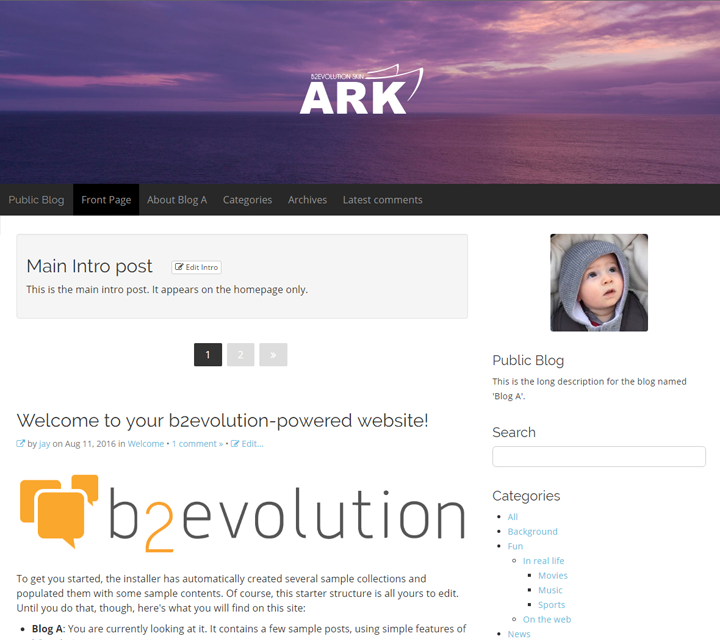 B2EVOLUTION SKIN
ARK
Public Blog Front Page About Blog A Categories Archives Latest comments
Main Intro post Edit Intro
This is the main intro post. It appears on the homepage only.
1 2 »
Welcome to your b2evolution-powered website!
by jay on Aug 11, 2016 in Welcome • 1 comment » • Edit...
b2evolution
To get you started, the installer has automatically created several sample collections and
populated them with some sample contents. Of course, this starter structure is all yours to edit.
Until you do that, though, here's what you will find on this site:
• Blog A: You are currently looking at it. It contains a few sample posts, using simple features of
Public Blog
This is the long description for the blog named
'Blog A'.
Search
Categories
All
Background
Fun
In real life
Movies
Music
Sports
On the web
News